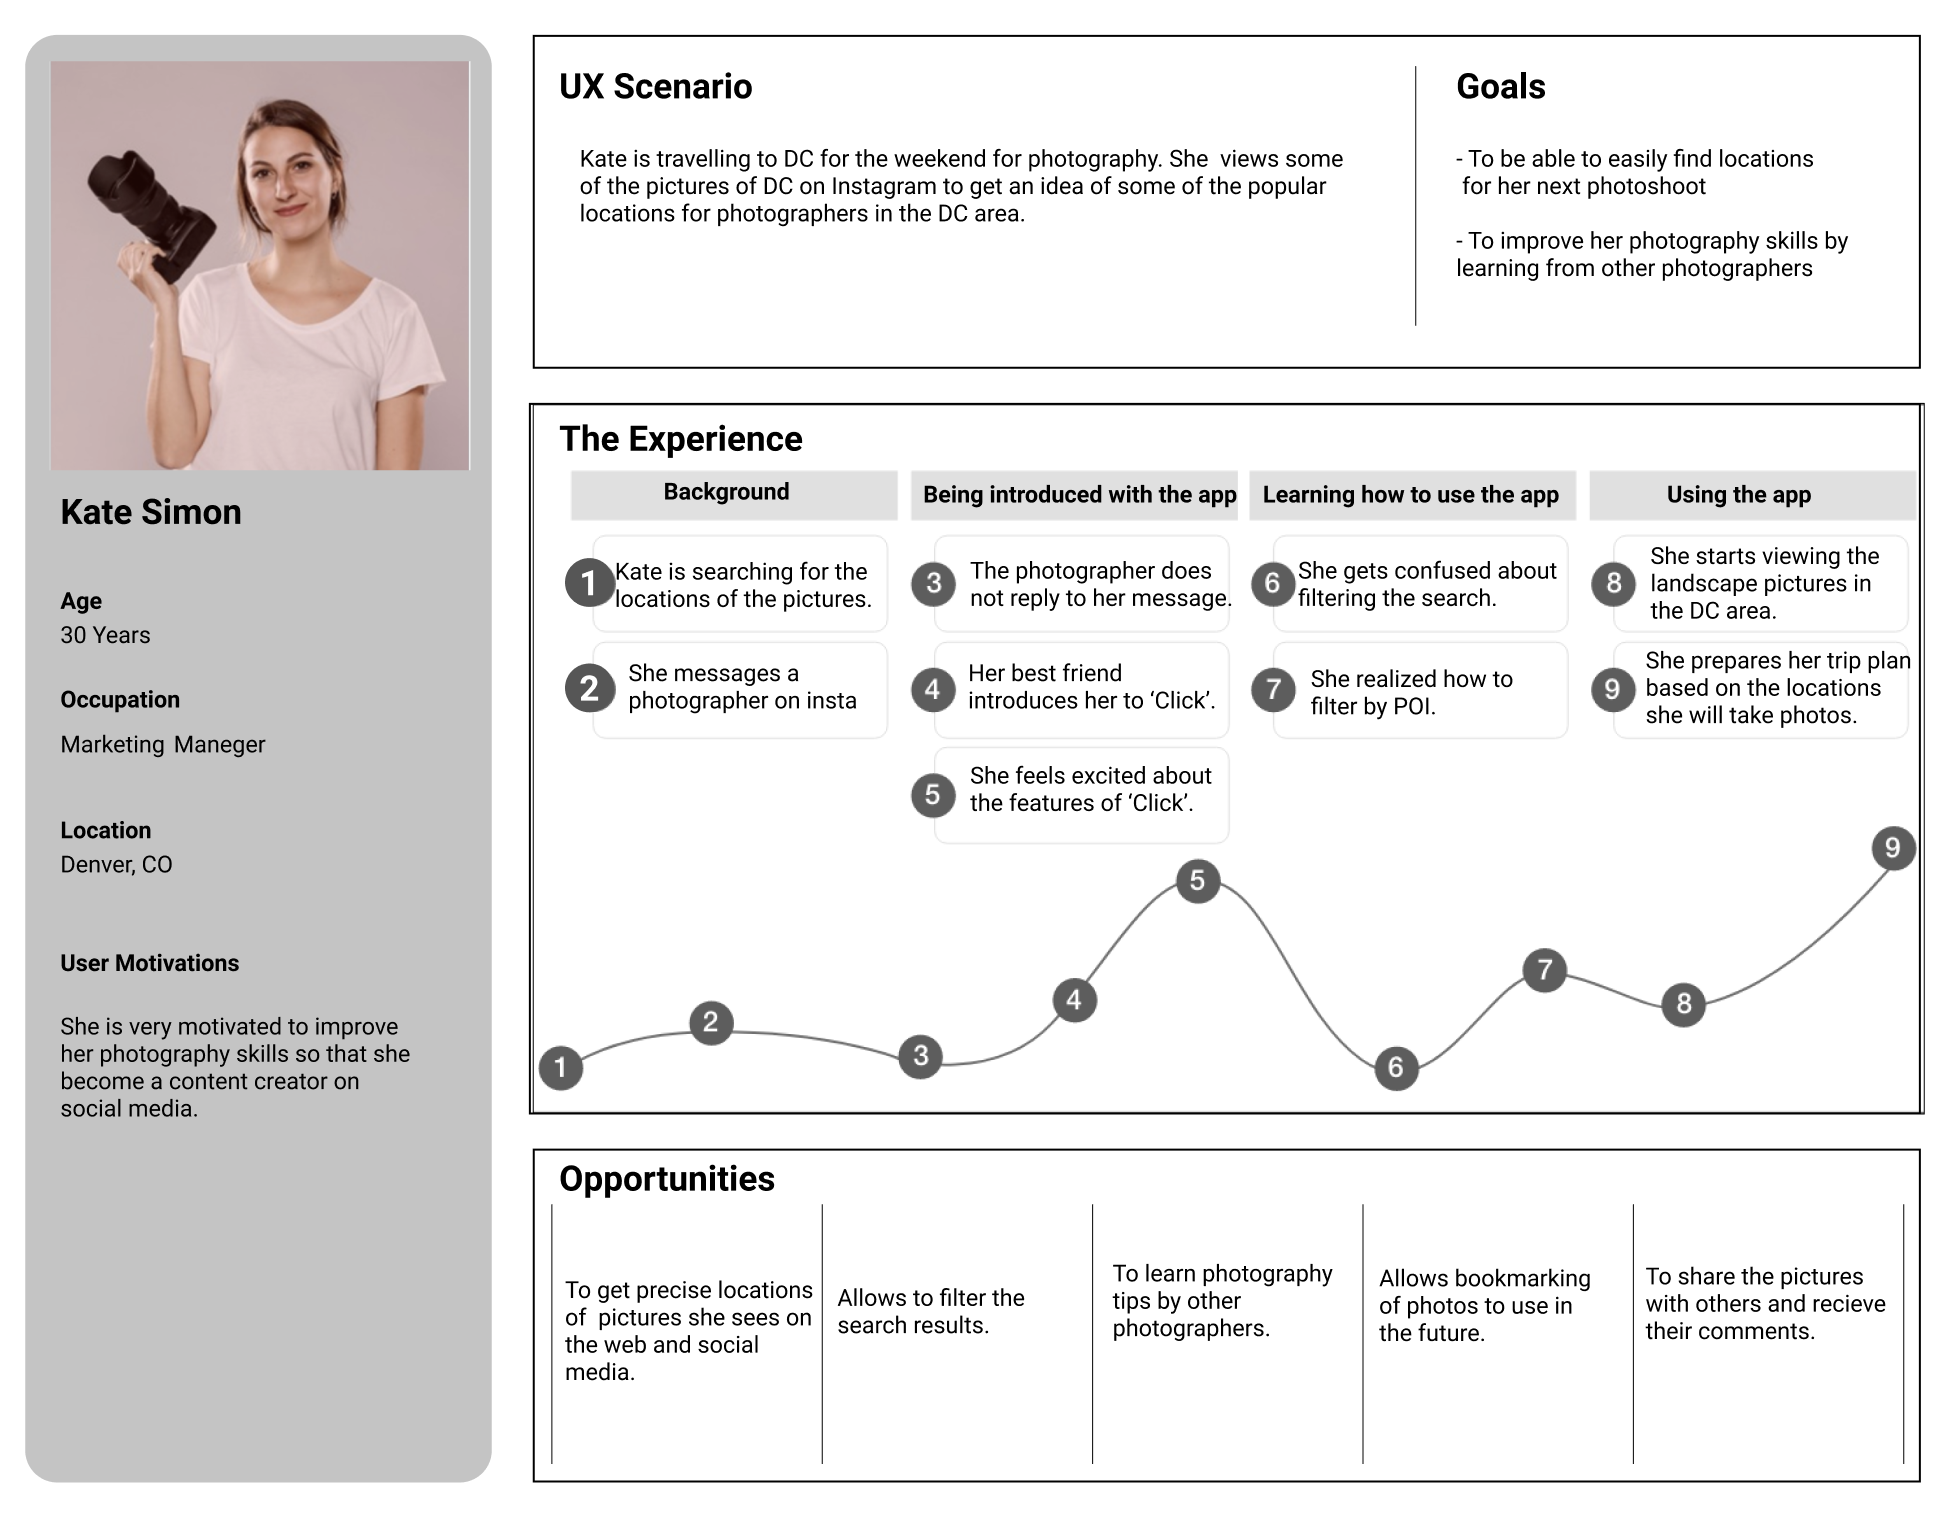 Kate Simon
Age
30 Years
Occupation
Marketing Maneger
Location
Denver, CO
User Motivations
She is very motivated to improve
her photography skills so that she
become a content creator on
social media.
UX Scenario
Kate is travelling to DC for the weekend for photography. She views some
of the pictures of DC on Instagram to get an idea of some of the popular
locations for photographers in the DC area.
Goals
- To be able to easily find locations
for her next photoshoot
- To improve her photography skills by
learning from other photographers
The Experience
Background
1
Kate is searching for the
locations of the pictures.
2
She messages a
photographer on insta
Being introduced with the app
3
The photographer does
not reply to her message.
4
Her best friend
introduces her to ‘Click’.
5
She feels excited about
the features of ‘Click’.
Learning how to use the app
6
She gets confused about
filtering the search.
7
She realized how to
filter by POI.
Using the app
8
She starts viewing the
landscape pictures in
the DC area.
9
She prepares her trip plan
based on the locations
she will take photos.
1
2
3
4
5
6
7
8
9
Opportunities
To get precise locations
of pictures she sees on
the web and social
media.
Allows to filter the
search results.
To learn photography
tips by other
photographers.
Allows bookmarking
of photos to use in
the future.
To share the pictures
with others and recieve
their comments.